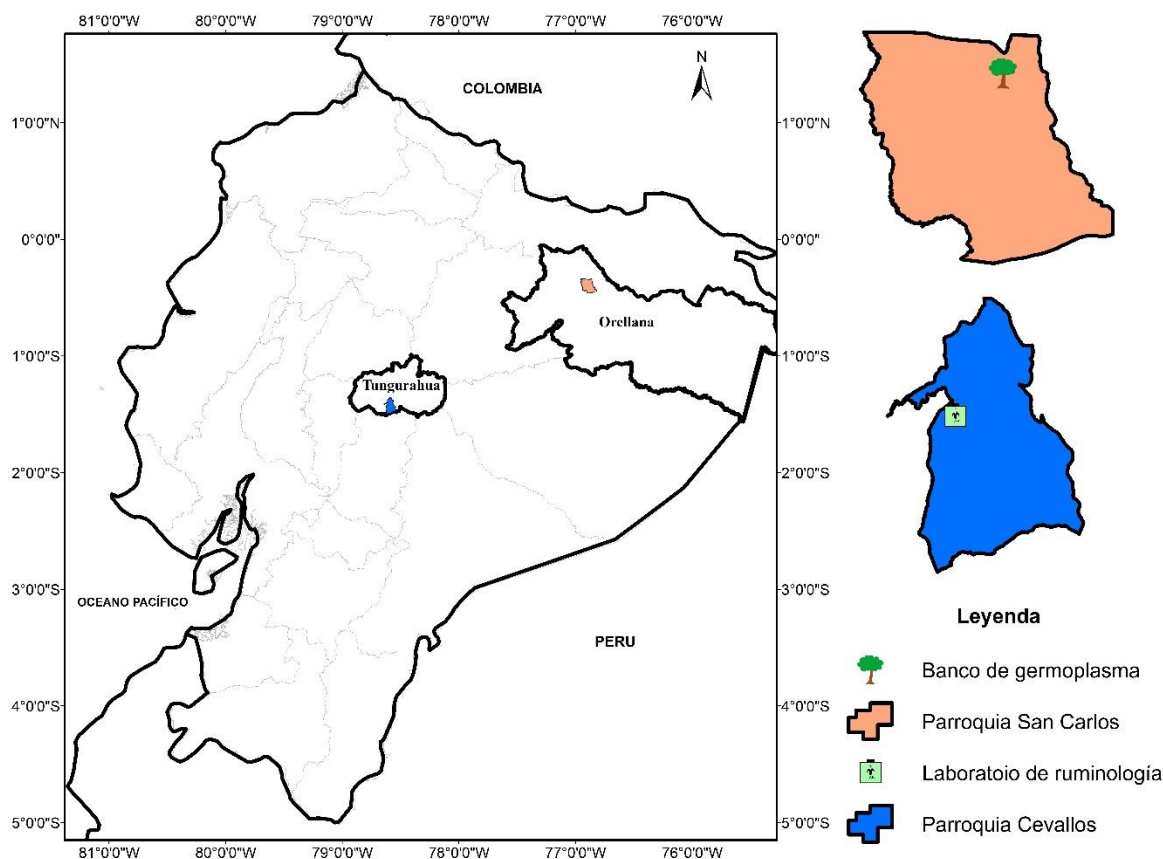 81°0'0"W 80°0'0"W 79°0'0"W 78°0'0"W 77°0'0"W 76°0'0"W
N
COLOMBIA
1°0'0"N 1°0'0"N
0°0'0" 0°0'0"
Orellana
1°0'0"S 1°0'0"S
Tungurahua
2°0'0"S 2°0'0"S
3°0'0"S 3°0'0"S
OCEANO PACÍFICO
PERU
4°0'0"S 4°0'0"S
5°0'0"S 5°0'0"S
81°0'0"W 80°0'0"W 79°0'0"W 78°0'0"W 77°0'0"W 76°0'0"W
Leyenda
Banco de germoplasma
Parroquia San Carlos
Laboratoio de ruminología
Parroquia Cevallos